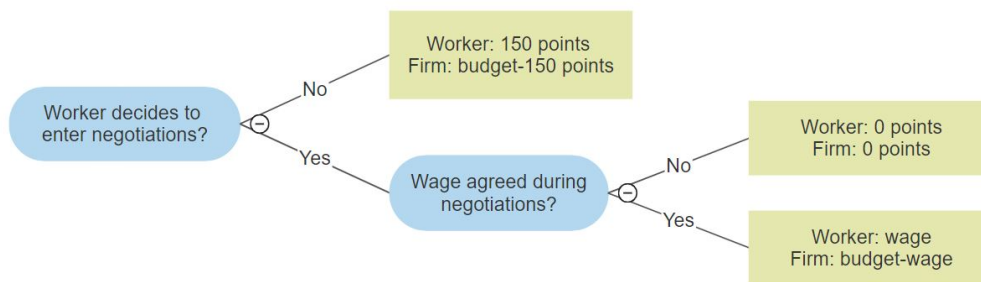 Worker decides to
enter negotiations?
No
Yes
Worker: 150 points
Firm: budget-150 points
Wage agreed during
negotiations?
No
Yes
Worker: 0 points
Firm: 0 points
Worker: wage
Firm: budget-wage